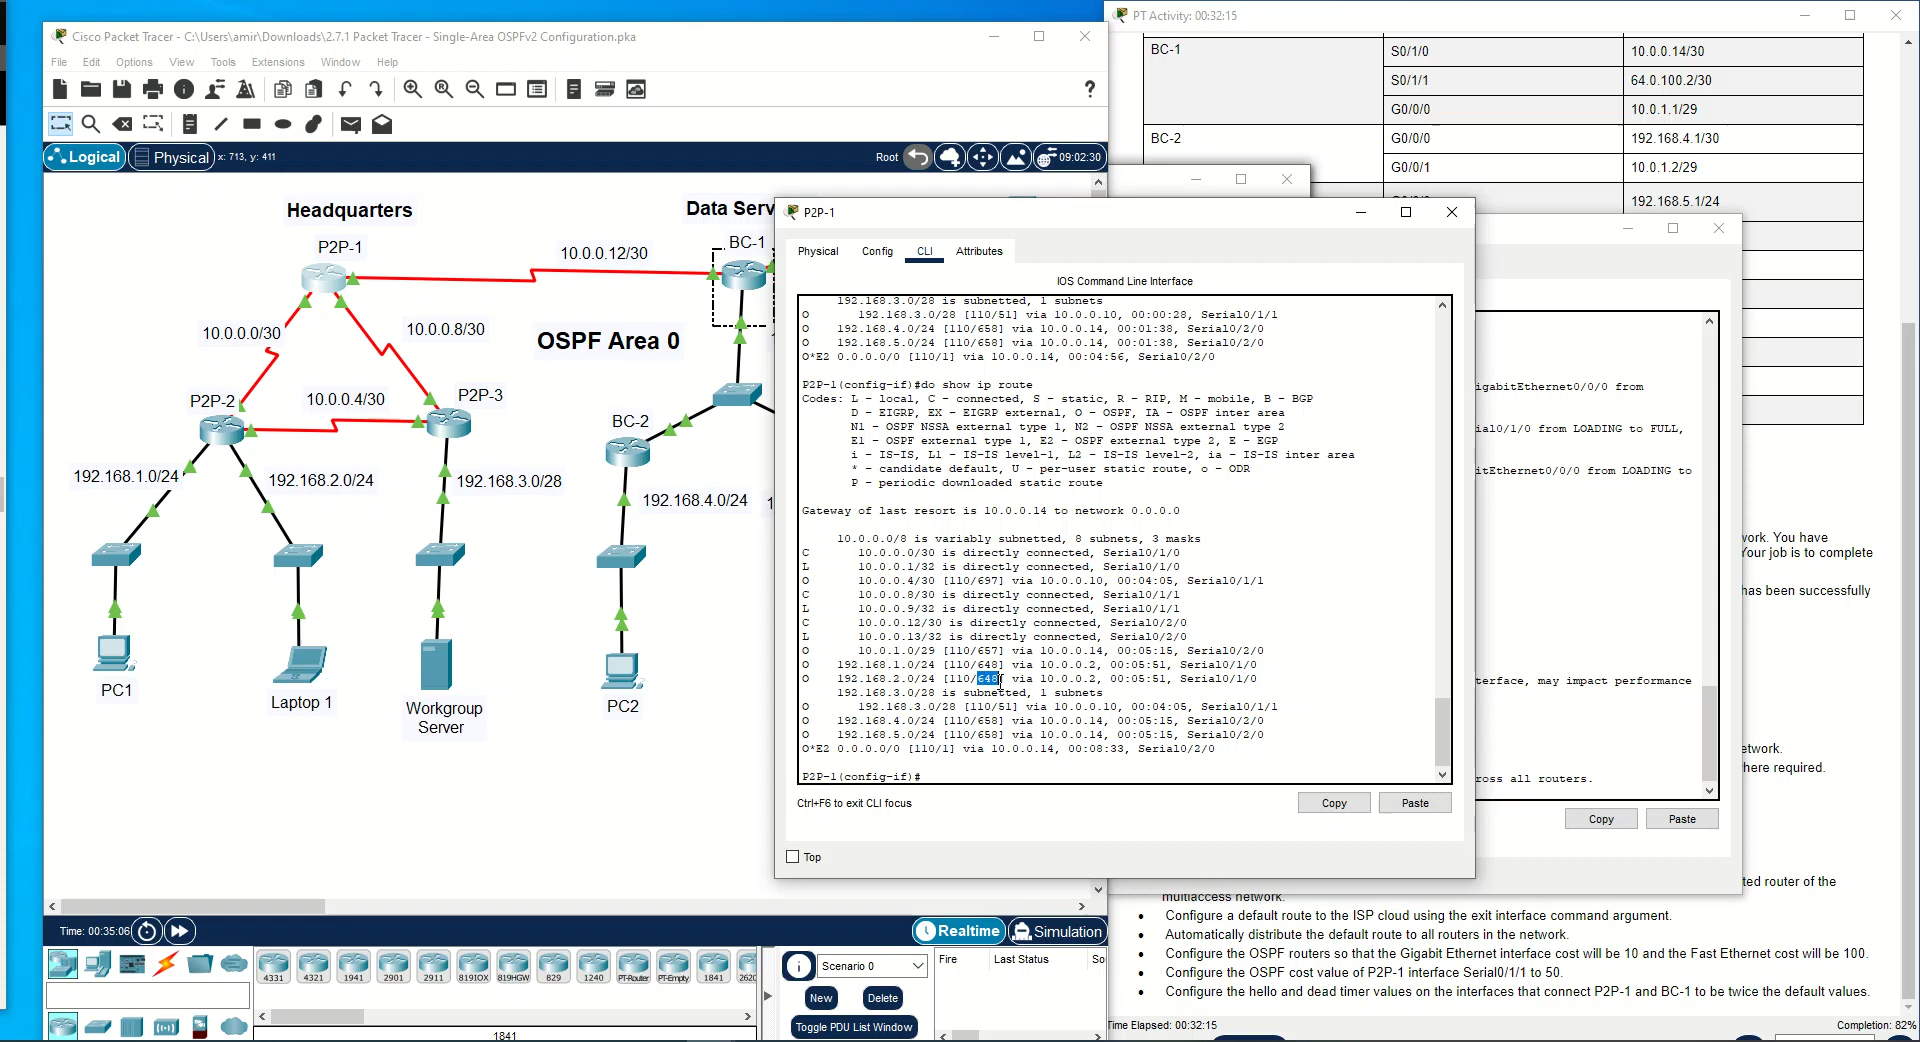 Cisco Packet Tracer - C:\Users\amir\Downloads\2.7.1 Packet Tracer - Single-Area OSPFv2 Configuration.pka
File Edit Options View Tools Extensions Window Help
Logical Physical x: 713, y: 411
Root 09:02:30
Headquarters
P2P-1
10.0.0.12/30
Data Serv
BC-1
10.0.0.0/30
10.0.0.8/30
OSPF Area 0
P2P-2
10.0.0.4/30
P2P-3
BC-2
192.168.1.0/24
192.168.2.0/24
192.168.3.0/28
192.168.4.0/24
1
PC1
Laptop 1
Workgroup
Server
PC2
Time: 00:35:06
Realtime Simulation
4331 4321 1941 2901 2911 819IOX 819HGW 829 1240 PT-Router PT-Empty 1841 2620
1841
Scenario 0
New Delete
Toggle PDU List Window
Fire Last Status So
P2P-1
Physical Config CLI Attributes
IOS Command Line Interface
192.168.3.0/28 is subnetted, 1 subnets
O 192.168.3.0/28 [110/51] via 10.0.0.10, 00:00:28, Serial0/1/1
O 192.168.4.0/24 [110/658] via 10.0.0.14, 00:01:38, Serial0/2/0
O 192.168.5.0/24 [110/658] via 10.0.0.14, 00:01:38, Serial0/2/0
O*E2 0.0.0.0/0 [110/1] via 10.0.0.14, 00:04:56, Serial0/2/0
P2P-1(config-if)#do show ip route
Codes: L - local, C - connected, S - static, R - RIP, M - mobile, B - BGP
D - EIGRP, EX - EIGRP external, O - OSPF, IA - OSPF inter area
N1 - OSPF NSSA external type 1, N2 - OSPF NSSA external type 2
E1 - OSPF external type 1, E2 - OSPF external type 2, E - EGP
i - IS-IS, L1 - IS-IS level-1, L2 - IS-IS level-2, ia - IS-IS inter area
* - candidate default, U - per-user static route, o - ODR
P - periodic downloaded static route
Gateway of last resort is 10.0.0.14 to network 0.0.0.0
10.0.0.0/8 is variably subnetted, 8 subnets, 3 masks
C 10.0.0.0/30 is directly connected, Serial0/1/0
L 10.0.0.1/32 is directly connected, Serial0/1/0
O 10.0.0.4/30 [110/697] via 10.0.0.10, 00:04:05, Serial0/1/1
C 10.0.0.8/30 is directly connected, Serial0/1/1
L 10.0.0.9/32 is directly connected, Serial0/1/1
C 10.0.0.12/30 is directly connected, Serial0/2/0
L 10.0.0.13/32 is directly connected, Serial0/2/0
O 10.0.1.0/29 [110/657] via 10.0.0.14, 00:05:15, Serial0/2/0
O 192.168.1.0/24 [110/648] via 10.0.0.2, 00:05:51, Serial0/1/0
O 192.168.2.0/24 [110/648] via 10.0.0.2, 00:05:51, Serial0/1/0
192.168.3.0/28 is subnetted, 1 subnets
O 192.168.3.0/28 [110/51] via 10.0.0.10, 00:04:05, Serial0/1/1
O 192.168.4.0/24 [110/658] via 10.0.0.14, 00:05:15, Serial0/2/0
O 192.168.5.0/24 [110/658] via 10.0.0.14, 00:05:15, Serial0/2/0
O*E2 0.0.0.0/0 [110/1] via 10.0.0.14, 00:08:33, Serial0/2/0
P2P-1(config-if)#
Ctrl+F6 to exit CLI focus
Copy Paste
Top
igabitEthernet0/0/0 from
ial0/1/0 from LOADING to FULL,
itEthernet0/0/0 from LOADING to
terface, may impact performance
ross all routers.
Copy Paste
PT Activity: 00:32:15
BC-1 S0/1/0 10.0.0.14/30
S0/1/1 64.0.100.2/30
G0/0/0 10.0.1.1/29
BC-2 G0/0/0 192.168.4.1/30
G0/0/1 10.0.1.2/29
192.168.5.1/24
work. You have
Your job is to complete
has been successfully
etwork.
here required.
ted router of the
multiaccess network.
• Configure a default route to the ISP cloud using the exit interface command argument.
• Automatically distribute the default route to all routers in the network.
• Configure the OSPF routers so that the Gigabit Ethernet interface cost will be 10 and the Fast Ethernet cost will be 100.
• Configure the OSPF cost value of P2P-1 interface Serial0/1/1 to 50.
• Configure the hello and dead timer values on the interfaces that connect P2P-1 and BC-1 to be twice the default values.
Time Elapsed: 00:32:15
Completion: 82%